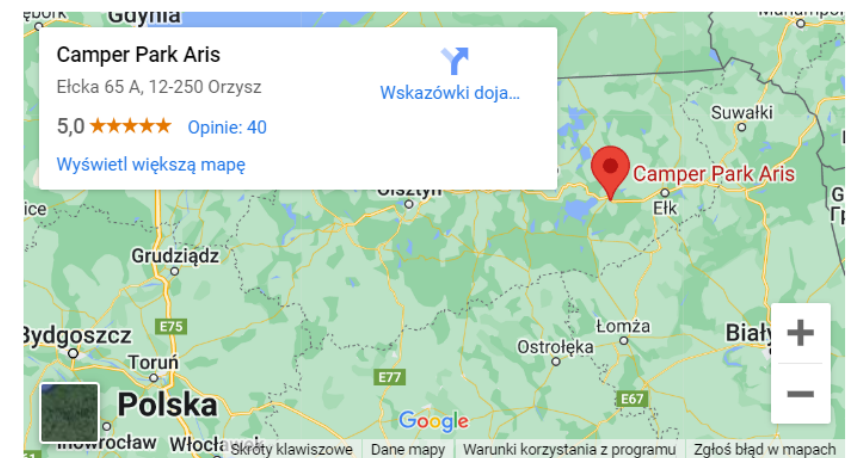 Gdynia
Camper Park Aris
Ełcka 65 A, 12-250 Orzysz
Wskazówki doja...
5,0
Opinie: 40
Wyświetl większą mapę
Suwałki
Camper Park Aris
Olsztyn
Ełk
Grudziądz
E75
Łomża
Ostrołęka
Toruń
E77
Polska
E67
Google
Skróty klawiszowe
Dane mapy
Warunki korzystania z programu
Zgłoś błąd w mapach